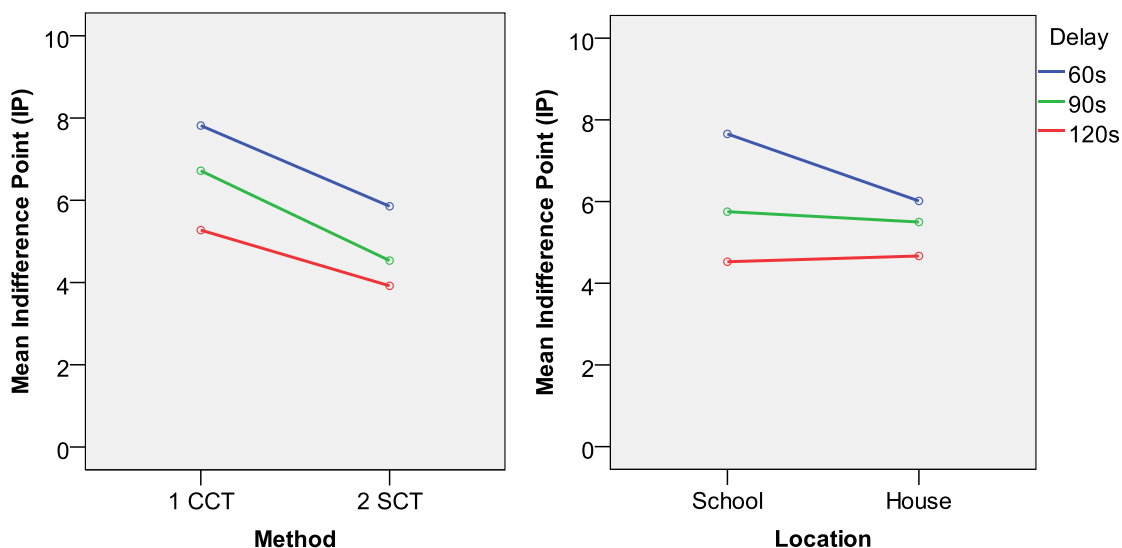 Mean Indifference Point (IP)
10
8
6
4
2
0
1 CCT
2 SCT
Method
Mean Indifference Point (IP)
10
8
6
4
2
0
School
House
Location
Delay
60s
90s
120s